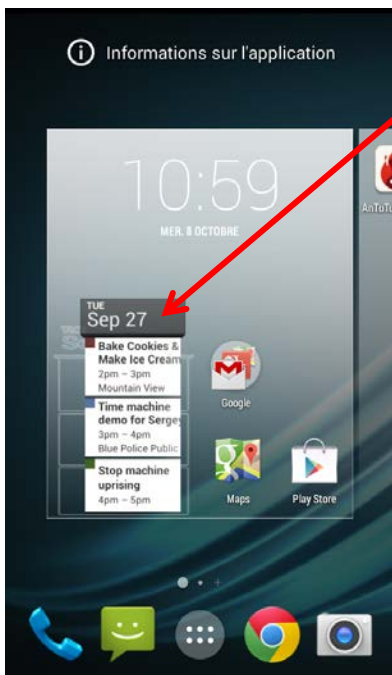 Informations sur l'application
10:59
MER. 8 OCTOBRE
TUE
Sep 27
Bake Cookies &
Make Ice Cream
2pm – 3pm
Mountain View
Time machine
demo for Sergey
3pm – 4pm
Blue Police Public
Stop machine
uprising
4pm – 5pm
Google
Maps
Play Store